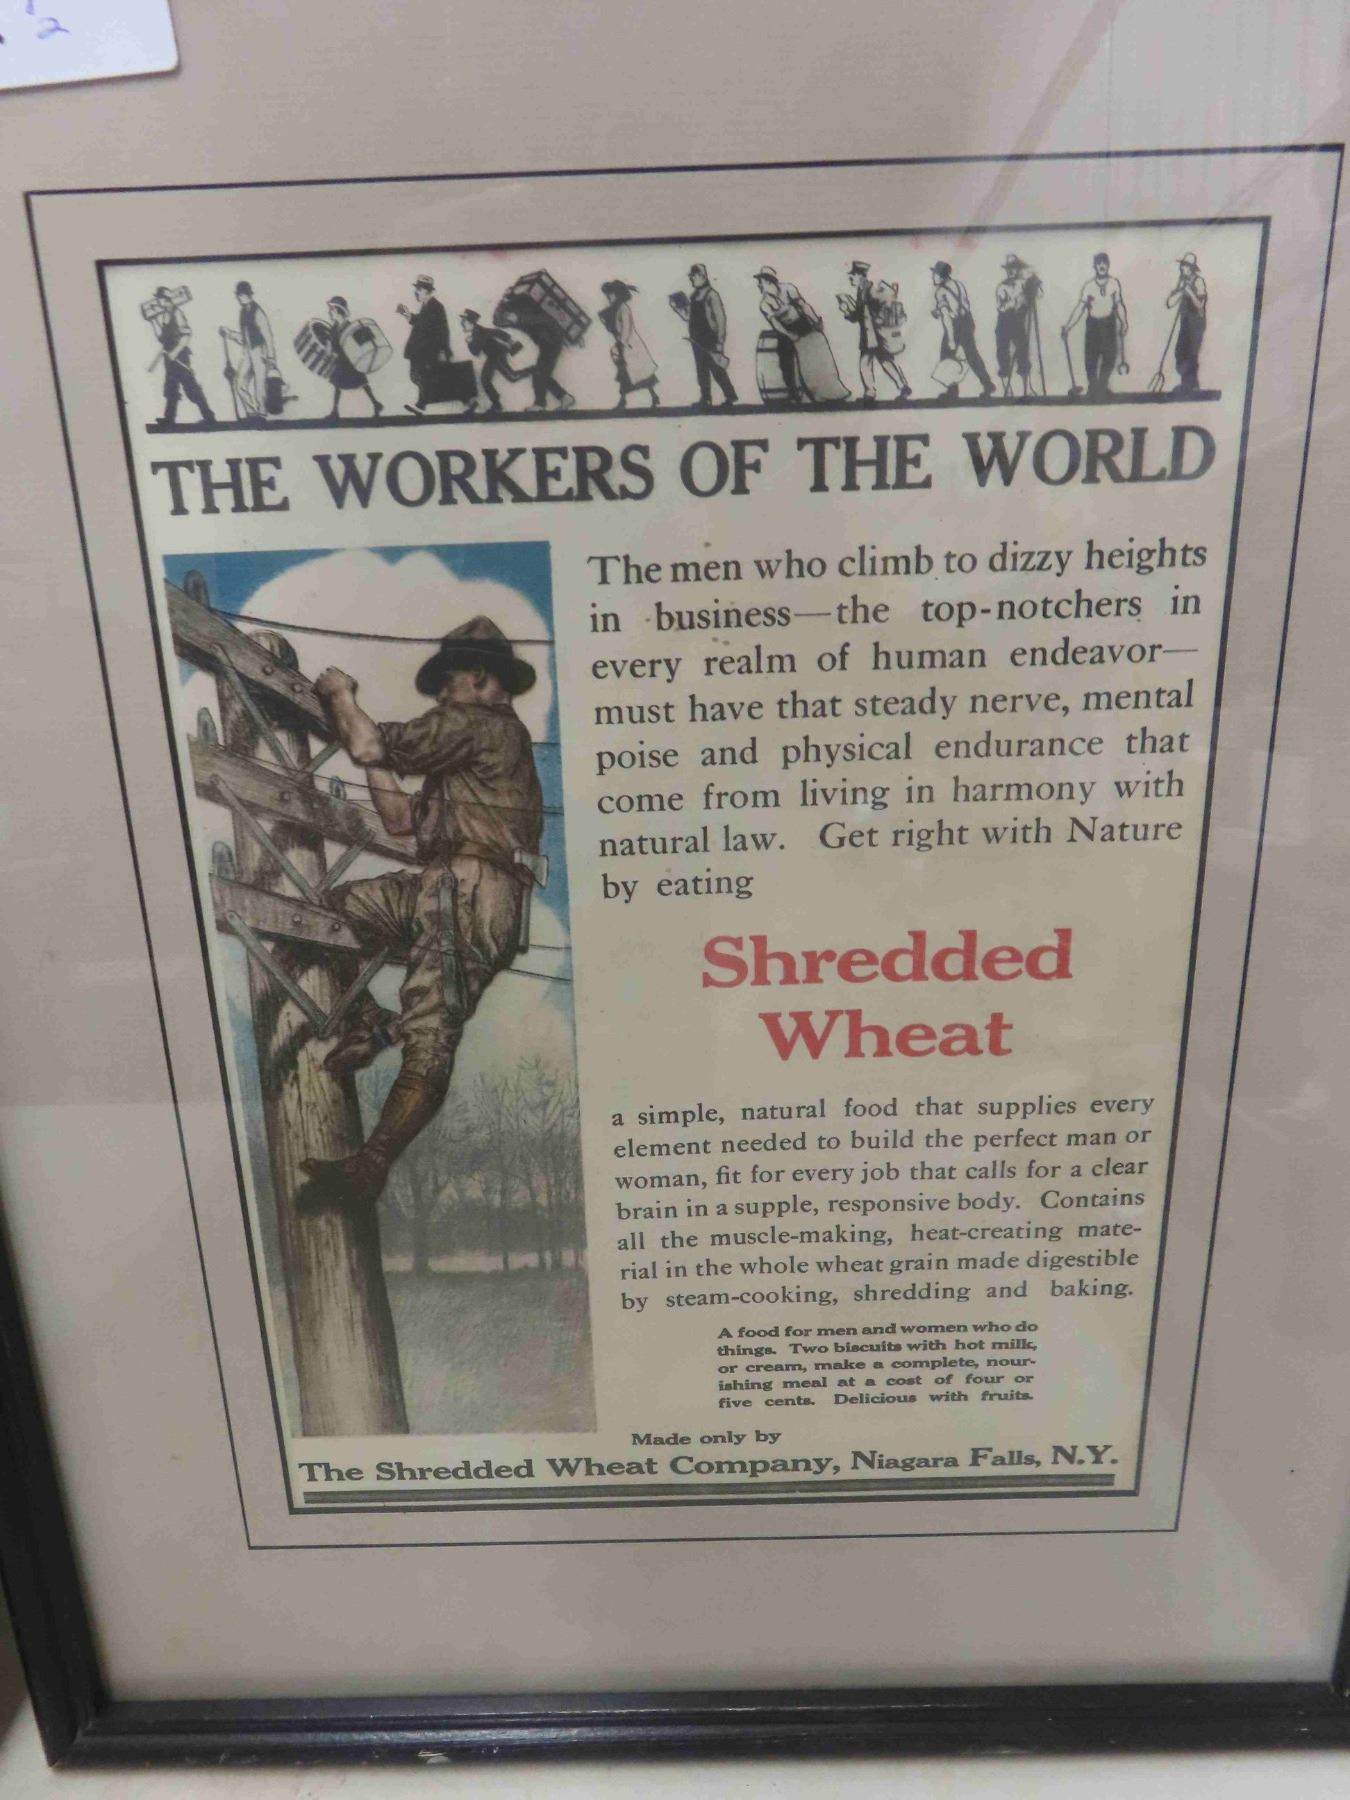 2
THE WORKERS OF THE WORLD
The men who climb to dizzy heights
in business—the top-notchers in
every realm of human endeavor—
must have that steady nerve, mental
poise and physical endurance that
come from living in harmony with
natural law. Get right with Nature
by eating
Shredded
Wheat
a simple, natural food that supplies every
element needed to build the perfect man or
woman, fit for every job that calls for a clear
brain in a supple, responsive body. Contains
all the muscle-making, heat-creating mate-
rial in the whole wheat grain made digestible
by steam-cooking, shredding and baking.
A food for men and women who do
things. Two biscuits with hot milk,
or cream, make a complete, nour-
ishing meal at a cost of four or
five cents. Delicious with fruits.
Made only by
The Shredded Wheat Company, Niagara Falls, N.Y.